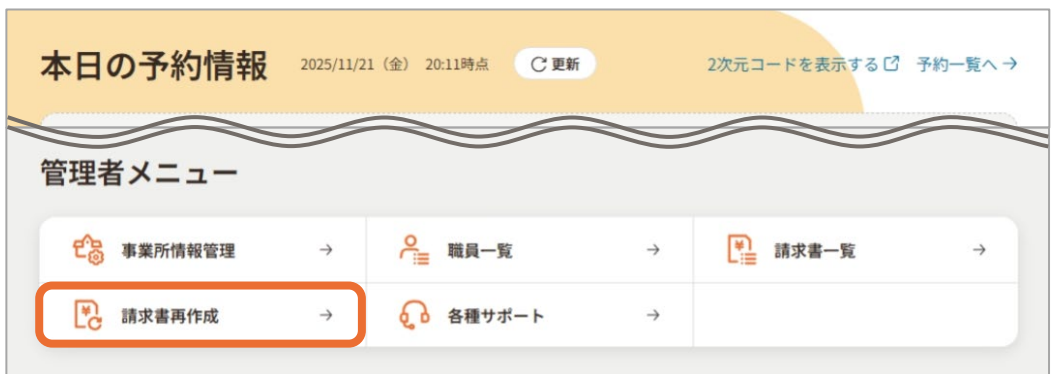 本日の予約情報 2025/11/21（金） 20:11時点 更新 2次元コードを表示する 予約一覧へ→
管理者メニュー
事業所情報管理 → 職員一覧 → 請求書一覧 →
請求書再作成 → 各種サポート →